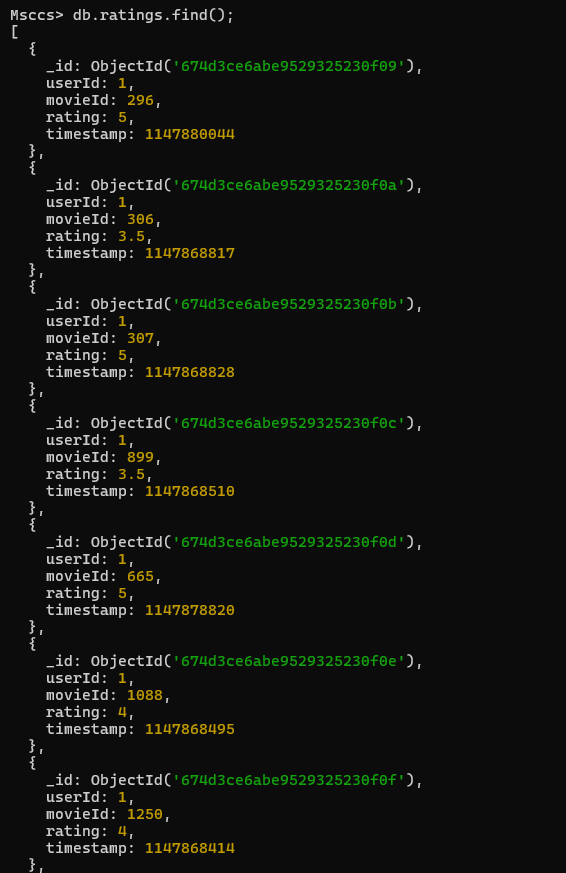 Msccs> db.ratings.find();
[
  {
    _id: ObjectId('674d3ce6abe9529325230f09'),
    userId: 1,
    movieId: 296,
    rating: 5,
    timestamp: 1147880044
  },
  {
    _id: ObjectId('674d3ce6abe9529325230f0a'),
    userId: 1,
    movieId: 306,
    rating: 3.5,
    timestamp: 1147868817
  },
  {
    _id: ObjectId('674d3ce6abe9529325230f0b'),
    userId: 1,
    movieId: 307,
    rating: 5,
    timestamp: 1147868828
  },
  {
    _id: ObjectId('674d3ce6abe9529325230f0c'),
    userId: 1,
    movieId: 899,
    rating: 3.5,
    timestamp: 1147868510
  },
  {
    _id: ObjectId('674d3ce6abe9529325230f0d'),
    userId: 1,
    movieId: 665,
    rating: 5,
    timestamp: 1147878820
  },
  {
    _id: ObjectId('674d3ce6abe9529325230f0e'),
    userId: 1,
    movieId: 1088,
    rating: 4,
    timestamp: 1147868495
  },
  {
    _id: ObjectId('674d3ce6abe9529325230f0f'),
    userId: 1,
    movieId: 1250,
    rating: 4,
    timestamp: 1147868414
  },